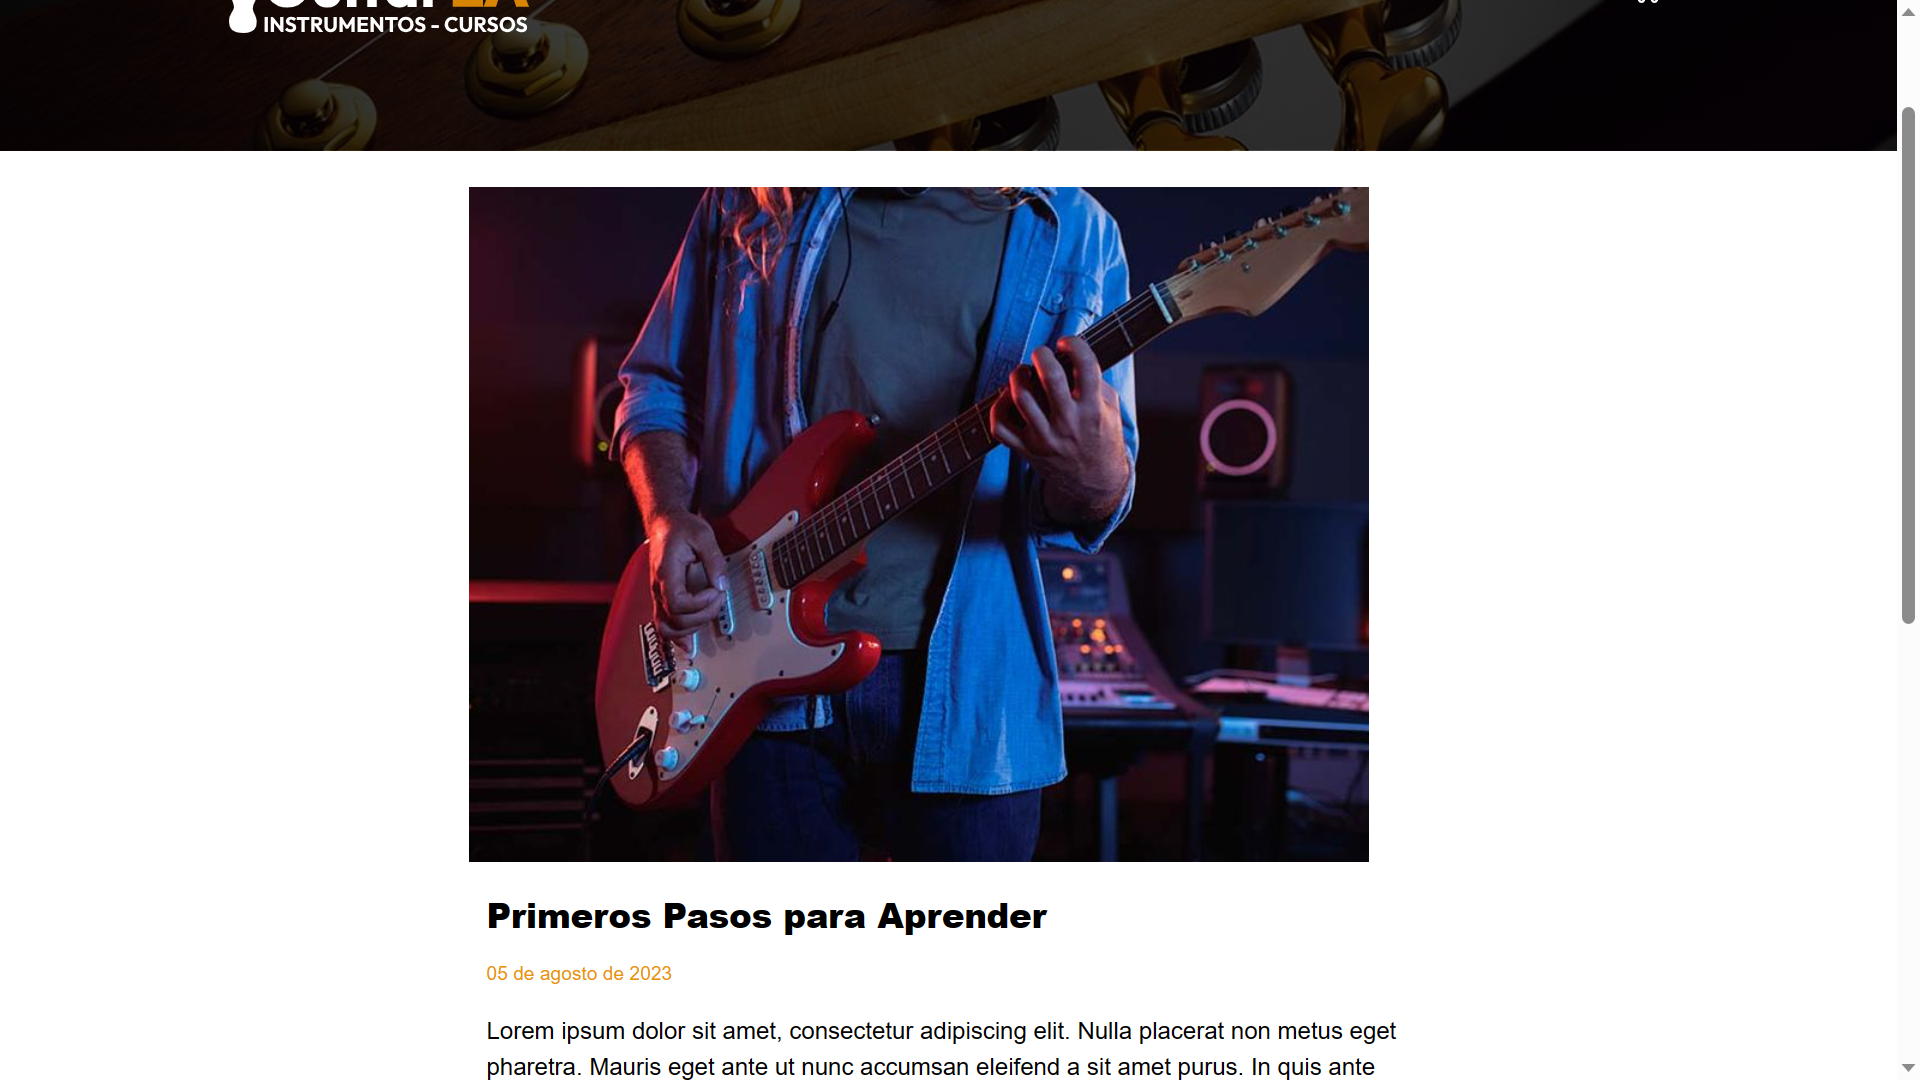 INSTRUMENTOS - CURSOS
Primeros Pasos para Aprender
05 de agosto de 2023
Lorem ipsum dolor sit amet, consectetur adipiscing elit. Nulla placerat non metus eget
pharetra. Mauris eget ante ut nunc accumsan eleifend a sit amet purus. In quis ante